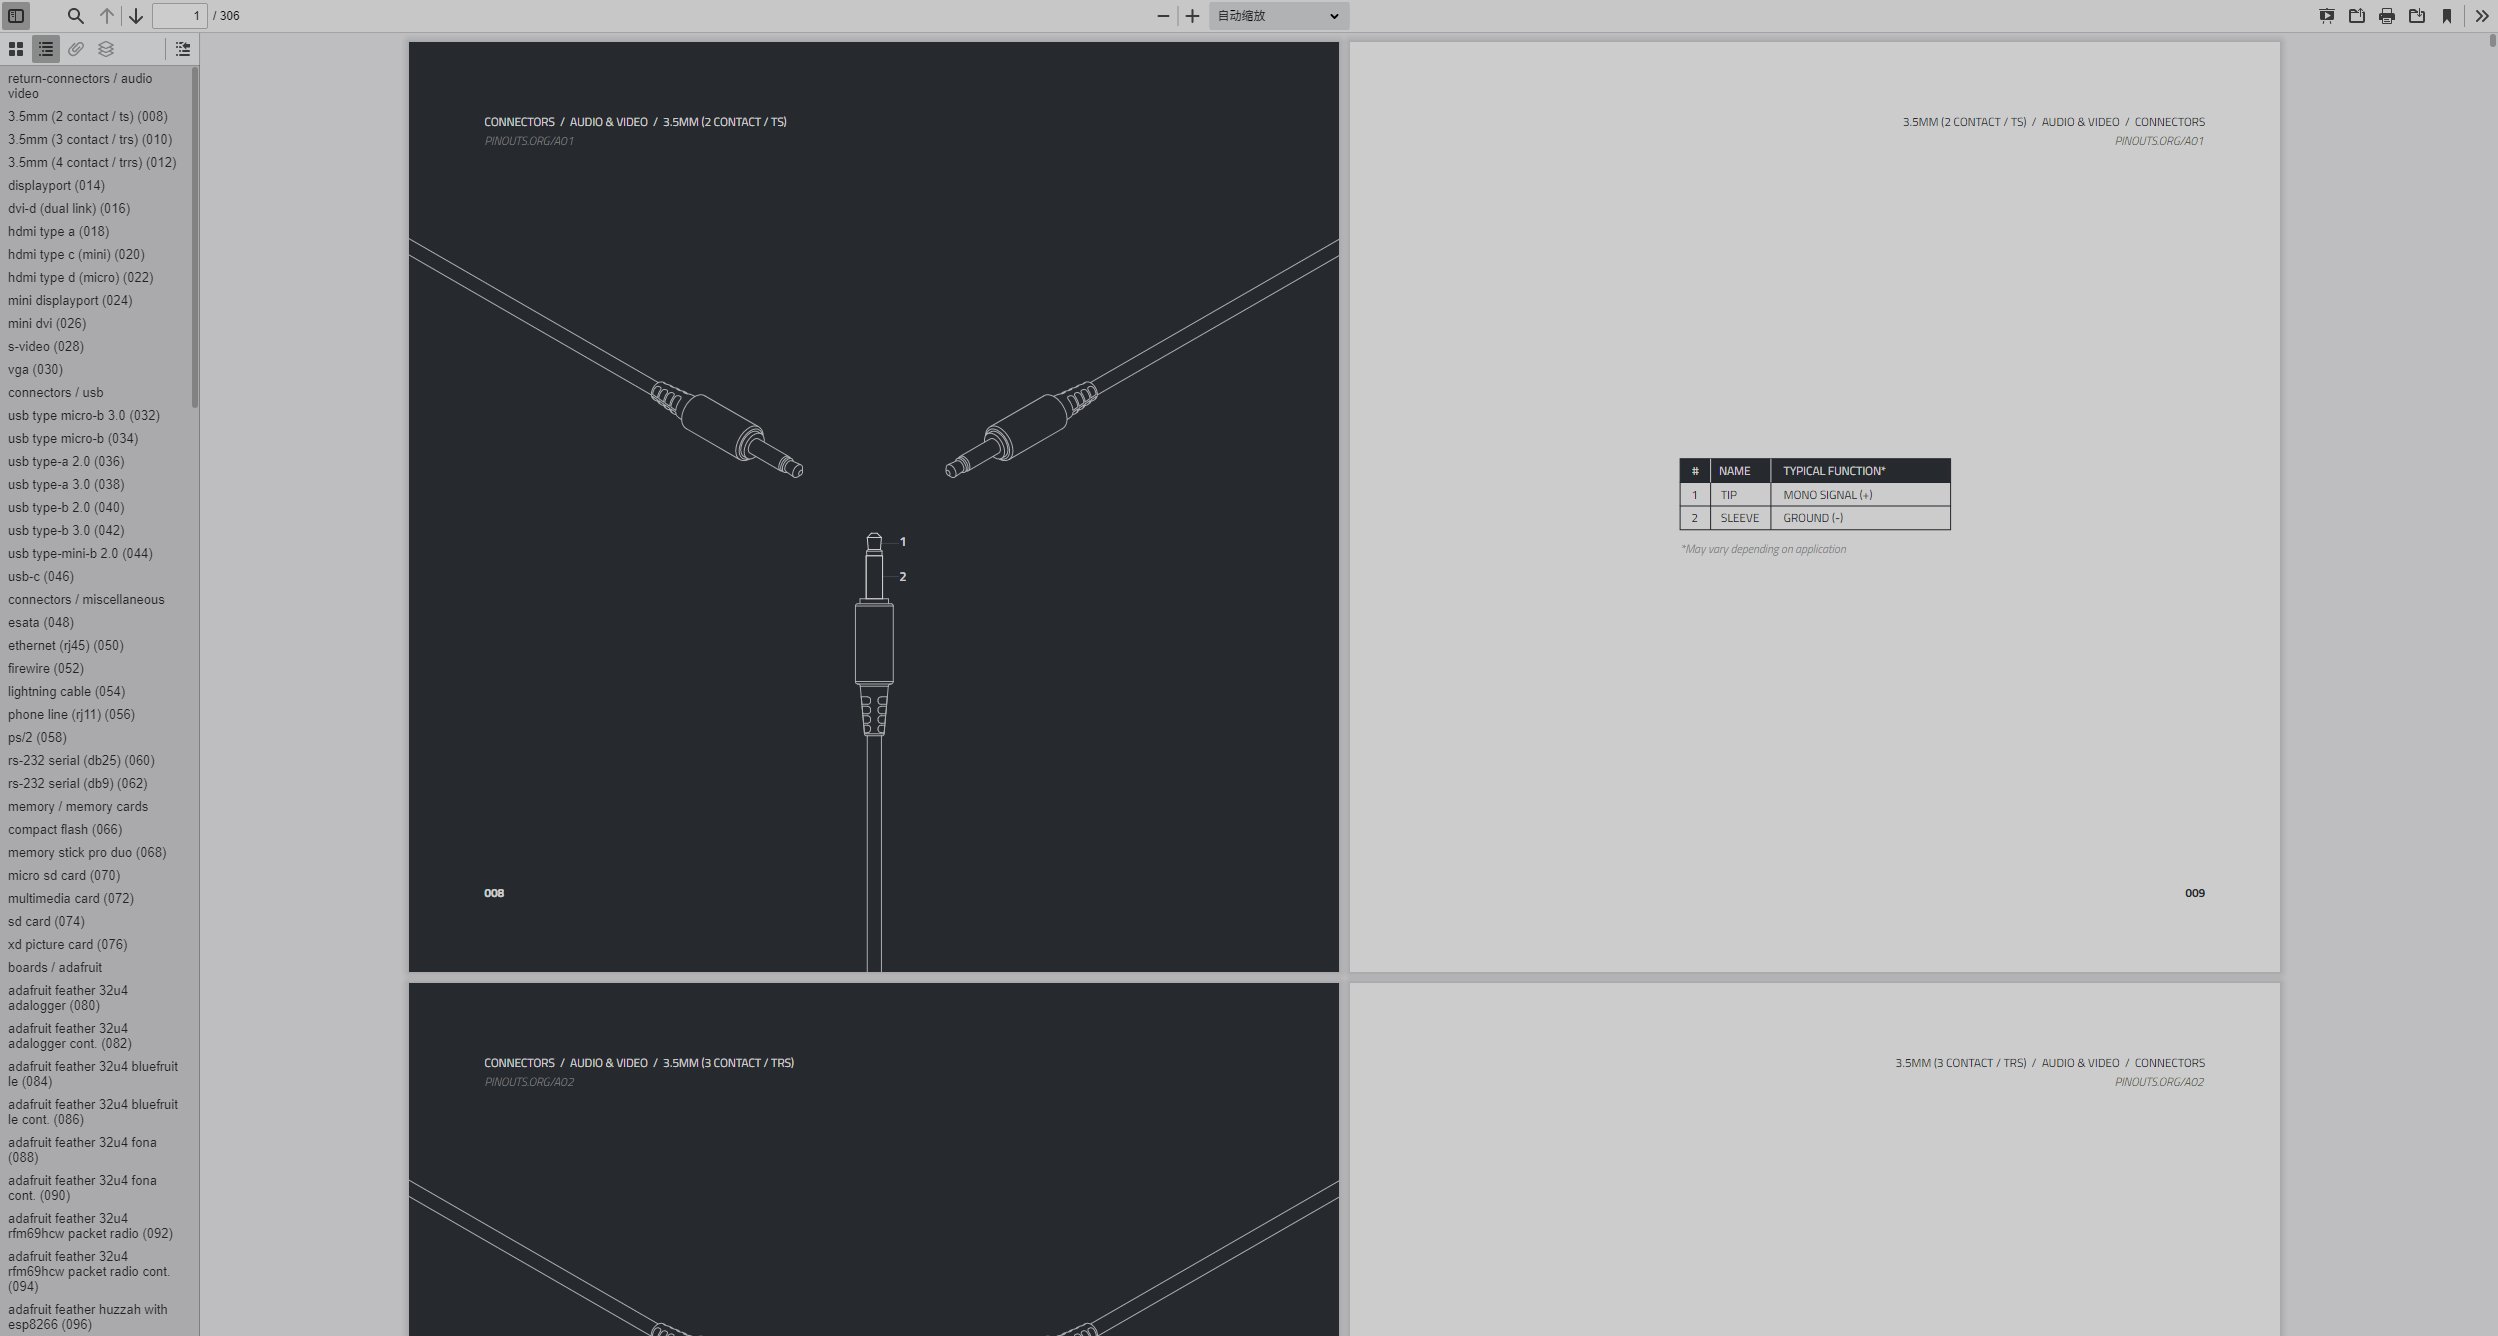 1 / 306
自动缩放
return-connectors / audio
video
3.5mm (2 contact / ts) (008)
3.5mm (3 contact / trs) (010)
3.5mm (4 contact / trrs) (012)
displayport (014)
dvi-d (dual link) (016)
hdmi type a (018)
hdmi type c (mini) (020)
hdmi type d (micro) (022)
mini displayport (024)
mini dvi (026)
s-video (028)
vga (030)
connectors / usb
usb type micro-b 3.0 (032)
usb type micro-b (034)
usb type-a 2.0 (036)
usb type-a 3.0 (038)
usb type-b 2.0 (040)
usb type-b 3.0 (042)
usb type-mini-b 2.0 (044)
usb-c (046)
connectors / miscellaneous
esata (048)
ethernet (rj45) (050)
firewire (052)
lightning cable (054)
phone line (rj11) (056)
ps/2 (058)
rs-232 serial (db25) (060)
rs-232 serial (db9) (062)
memory / memory cards
compact flash (066)
memory stick pro duo (068)
micro sd card (070)
multimedia card (072)
sd card (074)
xd picture card (076)
boards / adafruit
adafruit feather 32u4
adalogger (080)
adafruit feather 32u4
adalogger cont. (082)
adafruit feather 32u4 bluefruit
le (084)
adafruit feather 32u4 bluefruit
le cont. (086)
adafruit feather 32u4 fona
(088)
adafruit feather 32u4 fona
cont. (090)
adafruit feather 32u4
rfm69hcw packet radio (092)
adafruit feather 32u4
rfm69hcw packet radio cont.
(094)
adafruit feather huzzah with
esp8266 (096)
CONNECTORS / AUDIO & VIDEO / 3.5MM (2 CONTACT / TS)
PINOUTS.ORG/A01
1
2
008
3.5MM (2 CONTACT / TS) / AUDIO & VIDEO / CONNECTORS
PINOUTS.ORG/A01
# NAME TYPICAL FUNCTION*
1 TIP MONO SIGNAL (+)
2 SLEEVE GROUND (-)
*May vary depending on application
009
CONNECTORS / AUDIO & VIDEO / 3.5MM (3 CONTACT / TRS)
PINOUTS.ORG/A02
3.5MM (3 CONTACT / TRS) / AUDIO & VIDEO / CONNECTORS
PINOUTS.ORG/A02